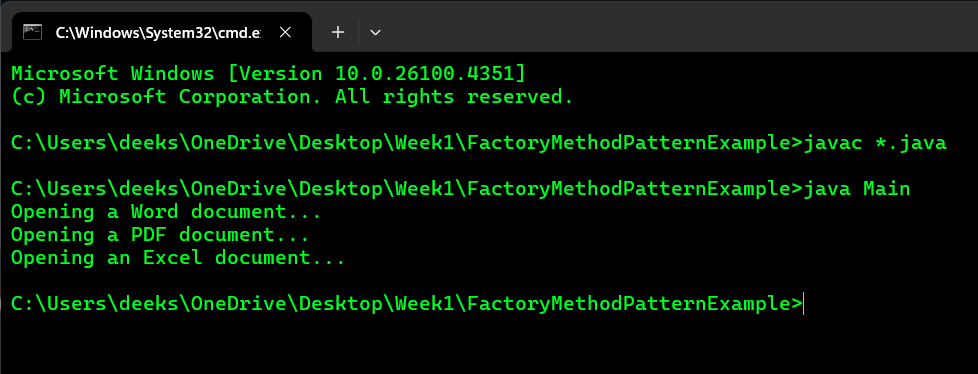 C:\Windows\System32\cmd.e
Microsoft Windows [Version 10.0.26100.4351]
(c) Microsoft Corporation. All rights reserved.
C:\Users\deeks\OneDrive\Desktop\Week1\FactoryMethodPatternExample>javac *.java
C:\Users\deeks\OneDrive\Desktop\Week1\FactoryMethodPatternExample>java Main
Opening a Word document...
Opening a PDF document...
Opening an Excel document...
C:\Users\deeks\OneDrive\Desktop\Week1\FactoryMethodPatternExample>